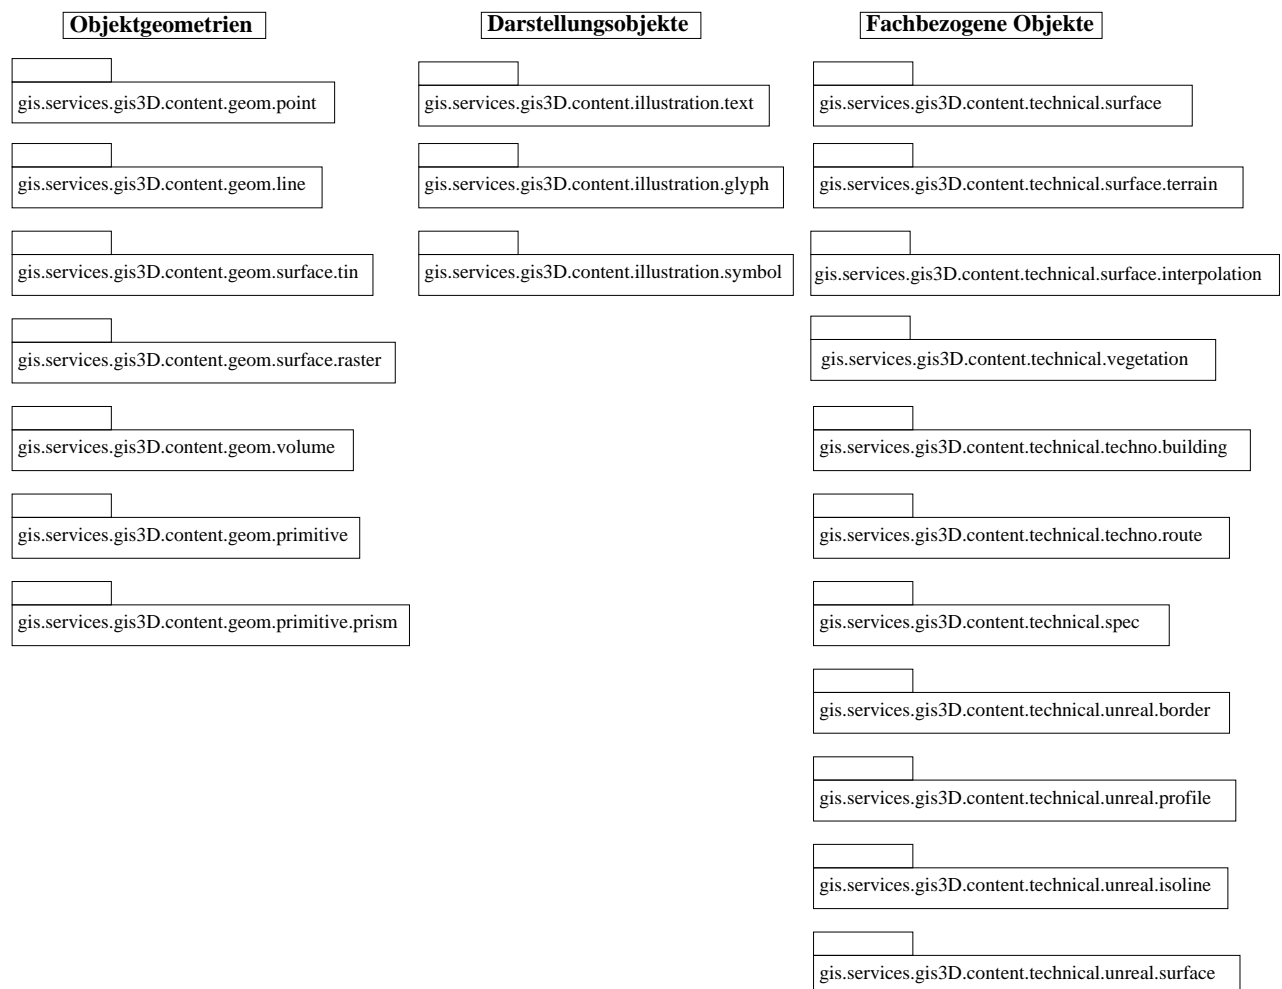 Objektgeometrien
gis.services.gis3D.content.geom.point
gis.services.gis3D.content.geom.line
gis.services.gis3D.content.geom.surface.tin
gis.services.gis3D.content.geom.surface.raster
gis.services.gis3D.content.geom.volume
gis.services.gis3D.content.geom.primitive
gis.services.gis3D.content.geom.primitive.prism
Darstellungsobjekte
gis.services.gis3D.content.illustration.text
gis.services.gis3D.content.illustration.glyph
gis.services.gis3D.content.illustration.symbol
Fachbezogene Objekte
gis.services.gis3D.content.technical.surface
gis.services.gis3D.content.technical.surface.terrain
gis.services.gis3D.content.technical.surface.interpolation
gis.services.gis3D.content.technical.vegetation
gis.services.gis3D.content.technical.techno.building
gis.services.gis3D.content.technical.techno.route
gis.services.gis3D.content.technical.spec
gis.services.gis3D.content.technical.unreal.border
gis.services.gis3D.content.technical.unreal.profile
gis.services.gis3D.content.technical.unreal.isoline
gis.services.gis3D.content.technical.unreal.surface